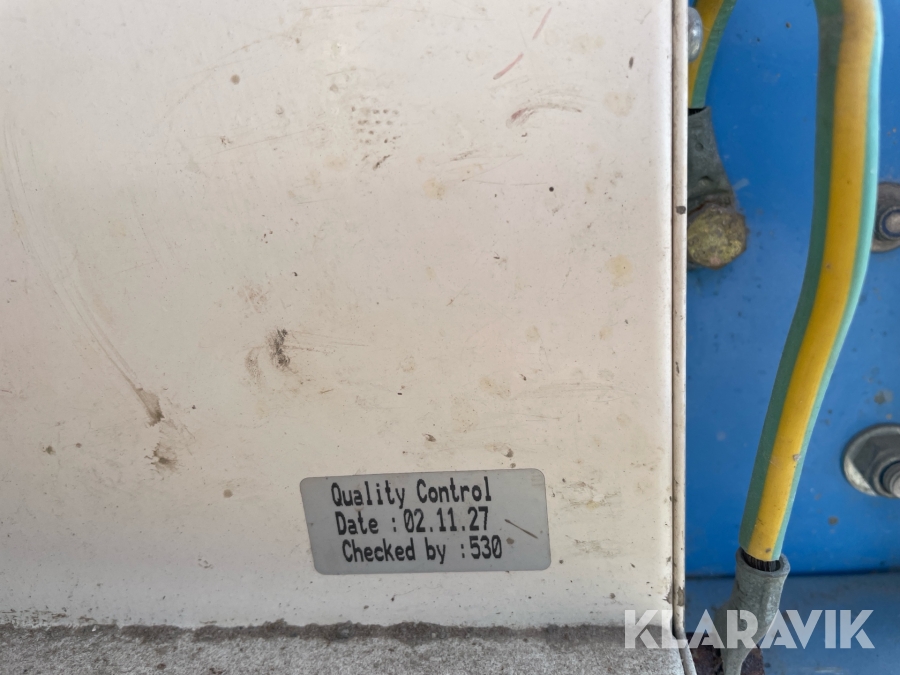 Quality Control
Date : 02.11.27
Checked by : 530
KLARAVIK